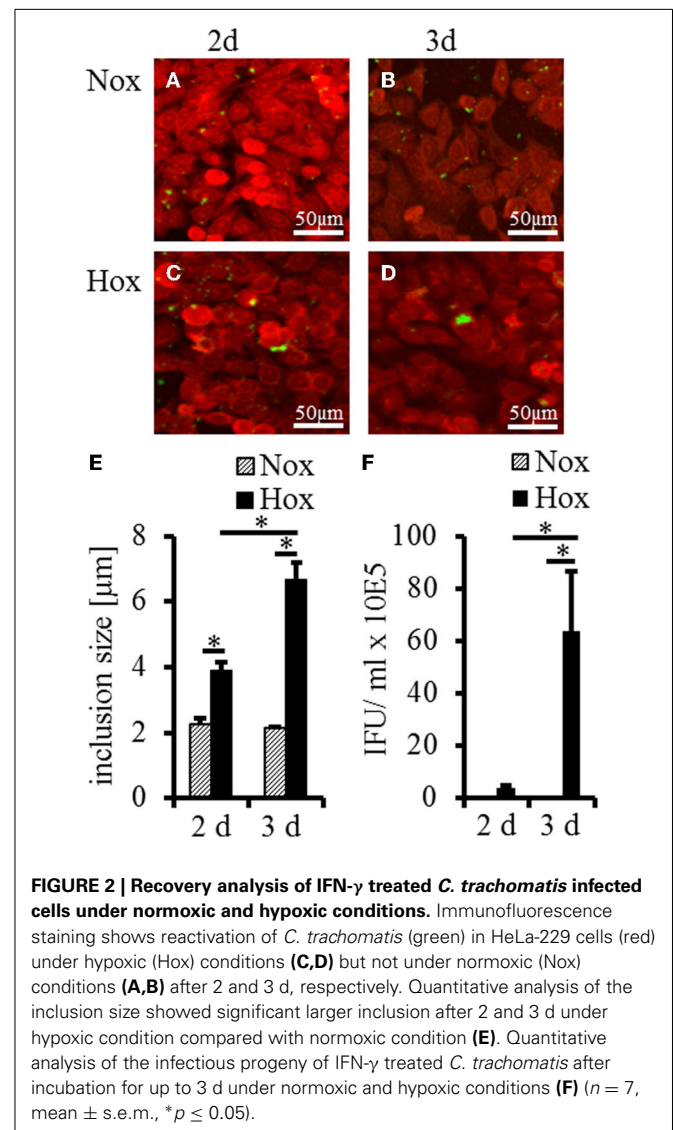 2d 3d
Nox A B
50µm 50µm
Hox C D
50µm 50µm
E Nox F Nox
Hox Hox
* *
* *
*
8 100
6 80
60
4
40
2
20
0 0
inclusion size [µm]
IFU/ ml x 10E5
2 d 3 d 2 d 3 d
FIGURE 2 | Recovery analysis of IFN-γ treated C. trachomatis infected
cells under normoxic and hypoxic conditions. Immunofluorescence
staining shows reactivation of C. trachomatis (green) in HeLa-229 cells (red)
under hypoxic (Hox) conditions (C,D) but not under normoxic (Nox)
conditions (A,B) after 2 and 3 d, respectively. Quantitative analysis of the
inclusion size showed significant larger inclusion after 2 and 3 d under
hypoxic condition compared with normoxic condition (E). Quantitative
analysis of the infectious progeny of IFN-γ treated C. trachomatis after
incubation for up to 3 d under normoxic and hypoxic conditions (F) (n = 7,
mean ± s.e.m., *p ≤ 0.05).